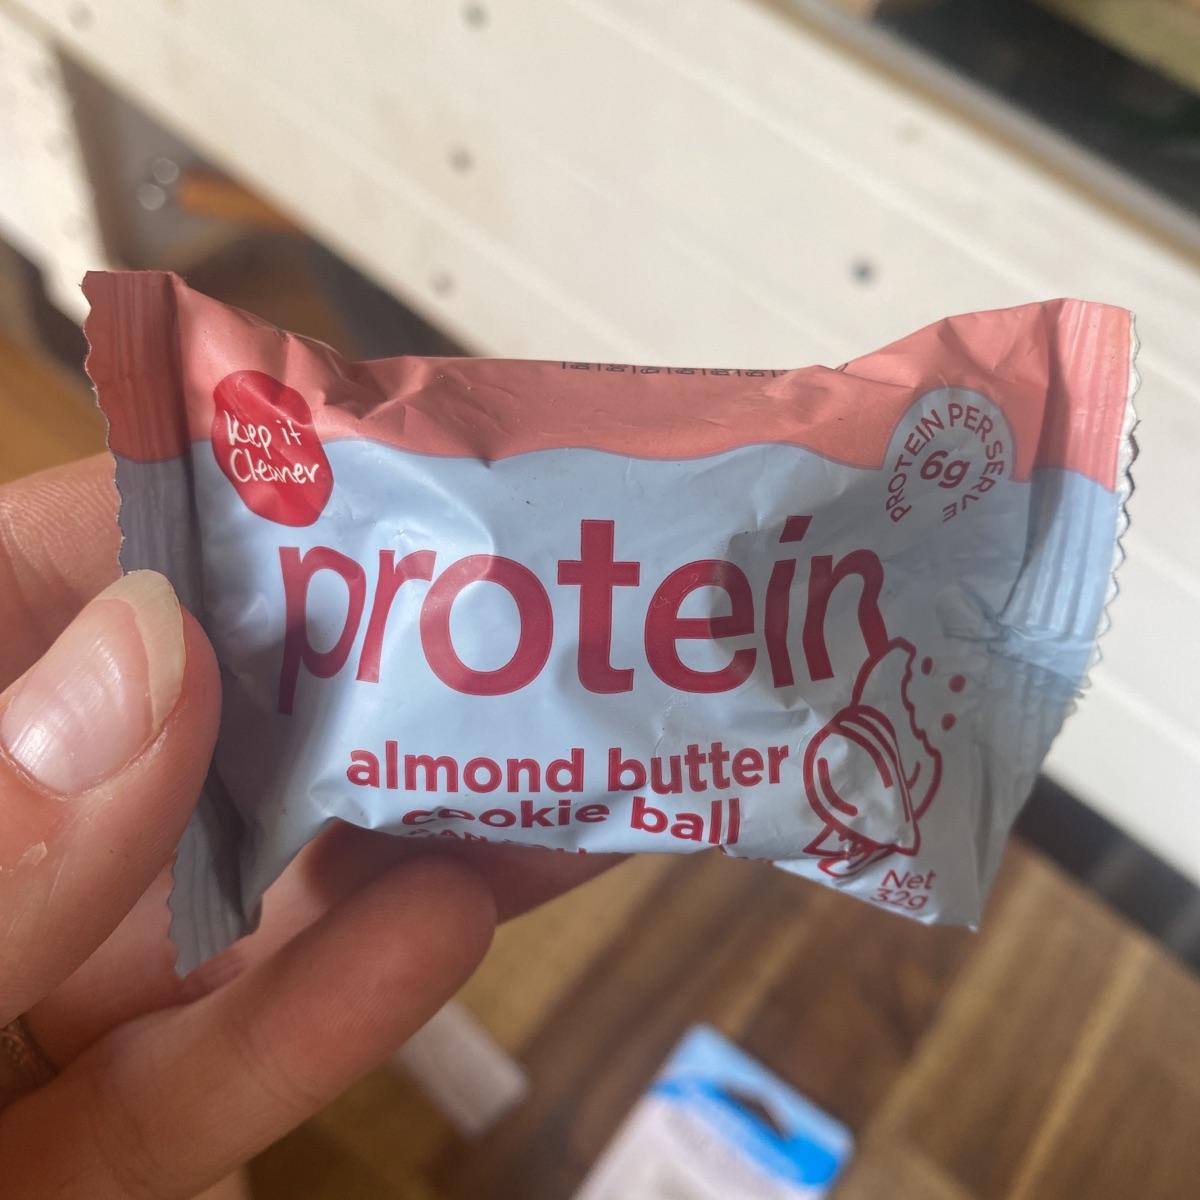 Keep it
Cleaner
PROTEIN PER SERVE
6g
protein
almond butter
cookie ball
Net
32g